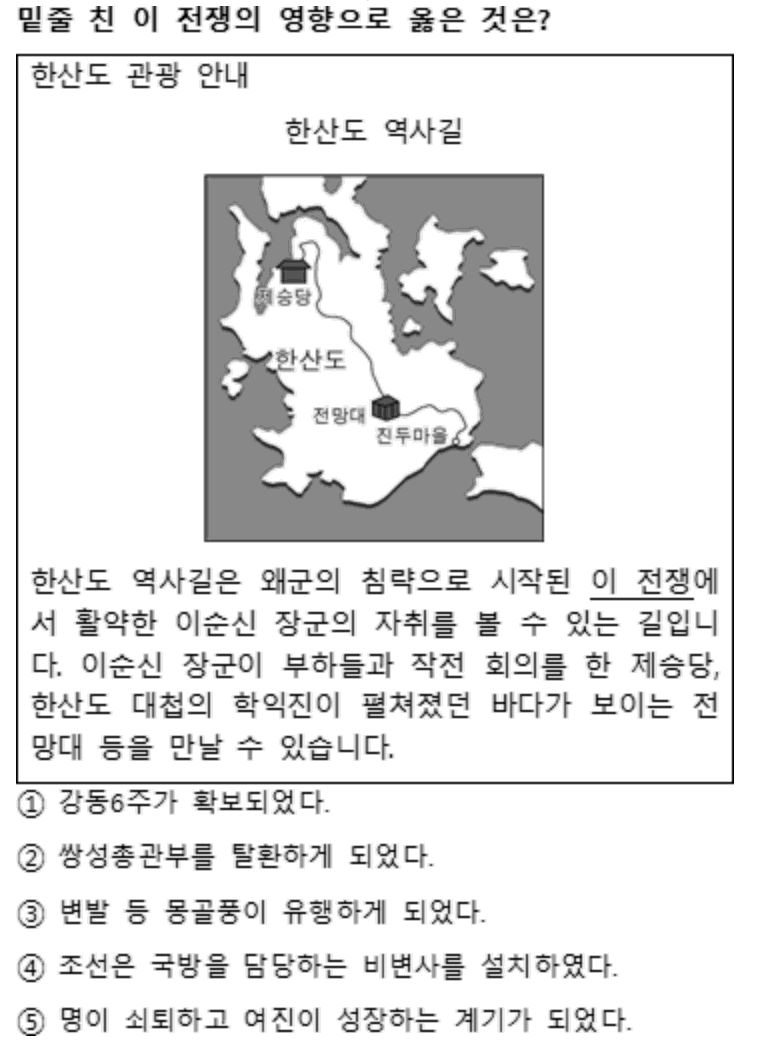 밑줄 친 이 전쟁의 영향으로 옳은 것은?
한산도 관광 안내
한산도 역사길
제승당
한산도
전망대
진두마을
한산도 역사길은 왜군의 침략으로 시작된 이 전쟁에
서 활약한 이순신 장군의 자취를 볼 수 있는 길입니
다. 이순신 장군이 부하들과 작전 회의를 한 제승당,
한산도 대첩의 학익진이 펼쳐졌던 바다가 보이는 전
망대 등을 만날 수 있습니다.
① 강동6주가 확보되었다.
② 쌍성총관부를 탈환하게 되었다.
③ 변발 등 몽골풍이 유행하게 되었다.
④ 조선은 국방을 담당하는 비변사를 설치하였다.
⑤ 명이 쇠퇴하고 여진이 성장하는 계기가 되었다.